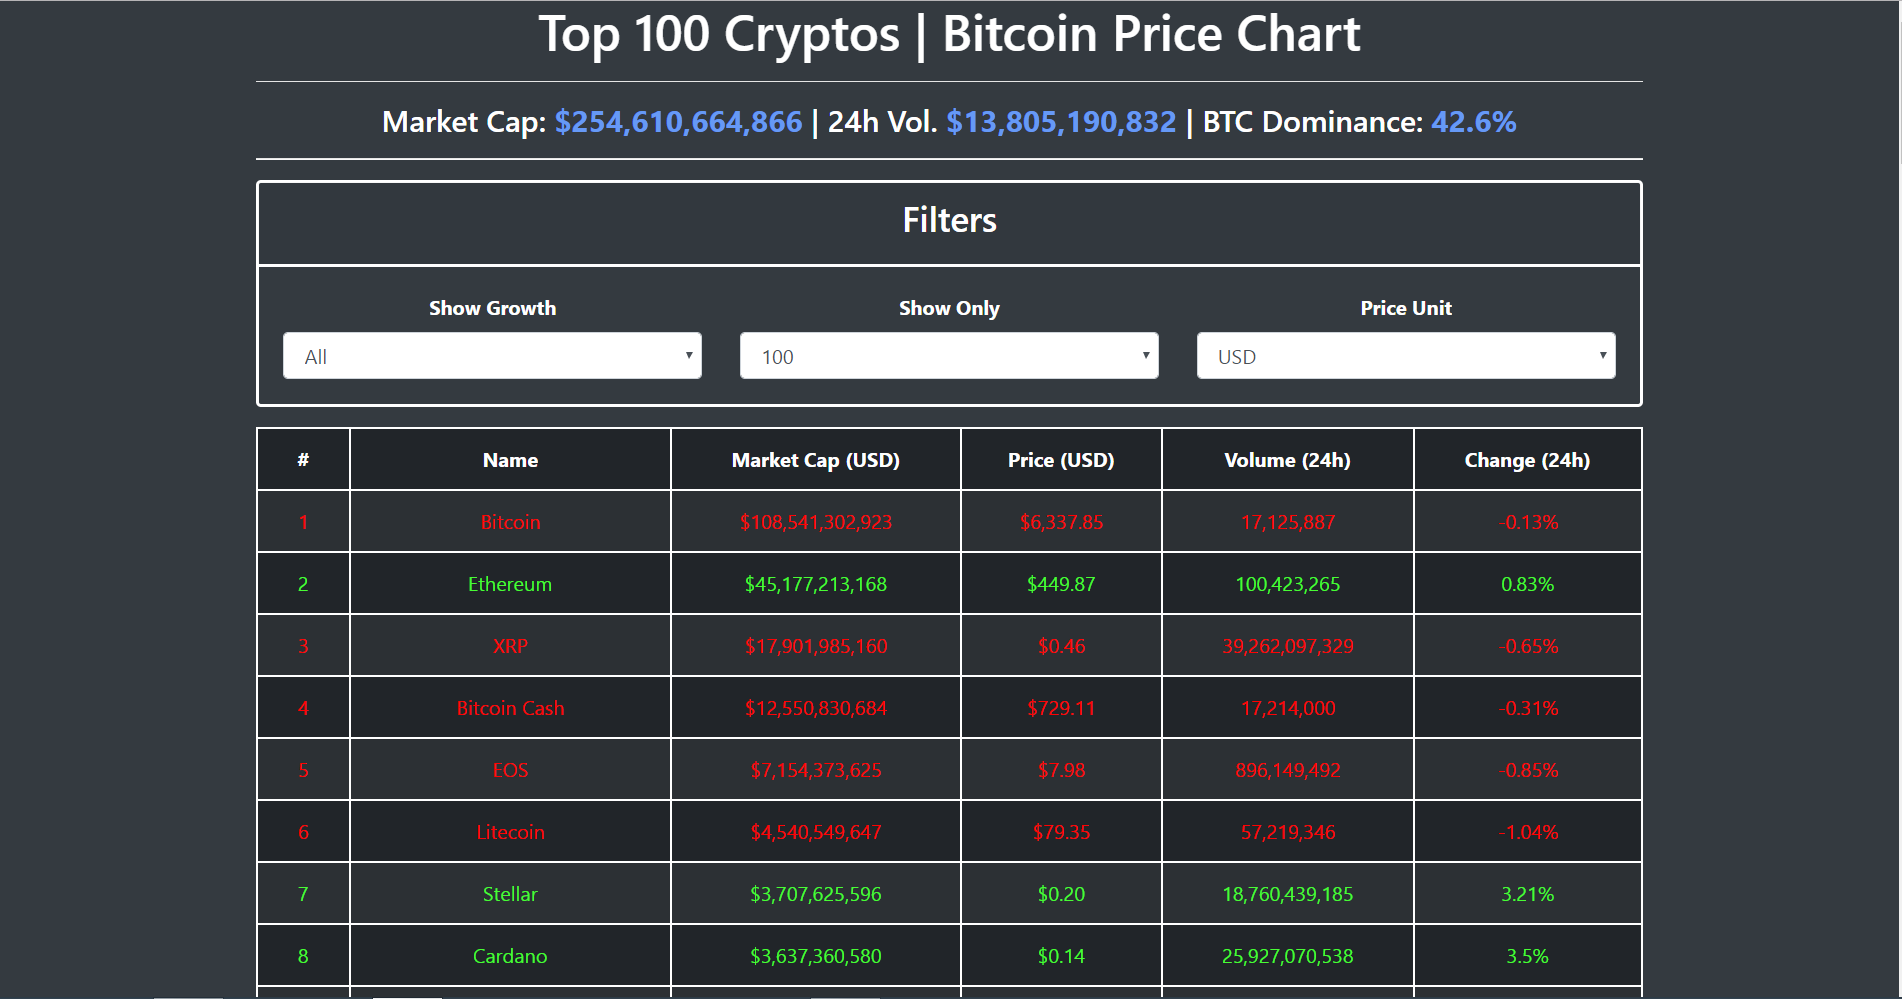 Top 100 Cryptos | Bitcoin Price Chart
Market Cap: $254,610,664,866 | 24h Vol. $13,805,190,832 | BTC Dominance: 42.6%
Filters
Show Growth Show Only Price Unit
All 100 USD
# Name Market Cap (USD) Price (USD) Volume (24h) Change (24h)
1 Bitcoin $108,541,302,923 $6,337.85 17,125,887 -0.13%
2 Ethereum $45,177,213,168 $449.87 100,423,265 0.83%
3 XRP $17,901,985,160 $0.46 39,262,097,329 -0.65%
4 Bitcoin Cash $12,550,830,684 $729.11 17,214,000 -0.31%
5 EOS $7,154,373,625 $7.98 896,149,492 -0.85%
6 Litecoin $4,540,549,647 $79.35 57,219,346 -1.04%
7 Stellar $3,707,625,596 $0.20 18,760,439,185 3.21%
8 Cardano $3,637,360,580 $0.14 25,927,070,538 3.5%